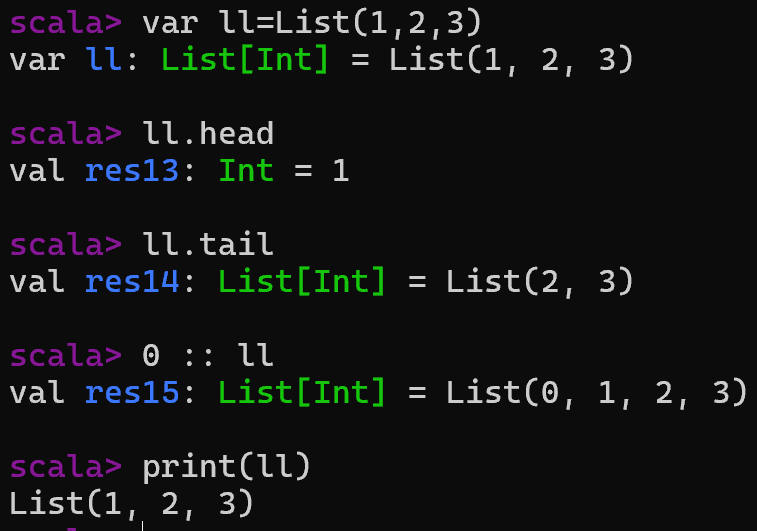 scala> var ll=List(1,2,3)
var ll: List[Int] = List(1, 2, 3)
scala> ll.head
val res13: Int = 1
scala> ll.tail
val res14: List[Int] = List(2, 3)
scala> 0 :: ll
val res15: List[Int] = List(0, 1, 2, 3)
scala> print(ll)
List(1, 2, 3)